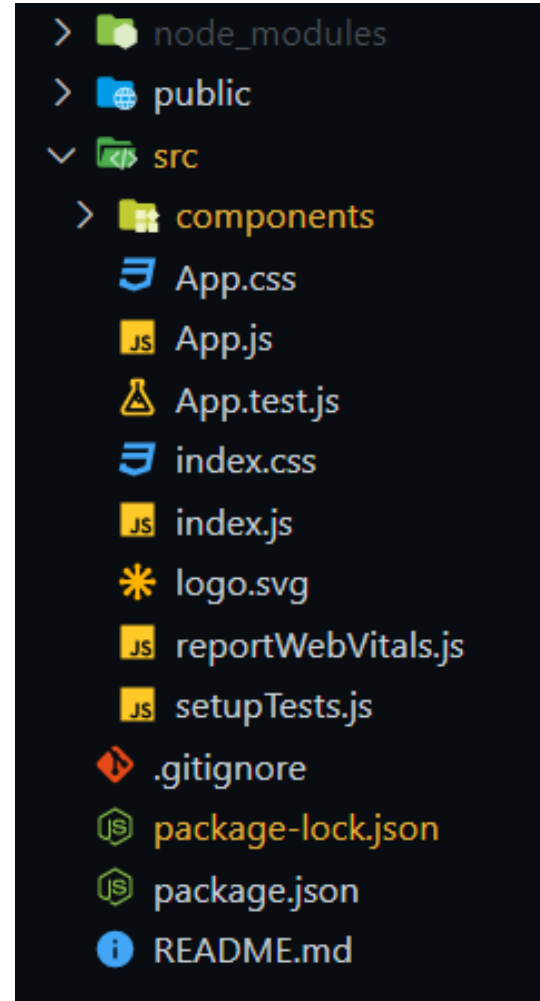 node_modules
public
src
components
App.css
App.js
App.test.js
index.css
index.js
logo.svg
reportWebVitals.js
setupTests.js
.gitignore
package-lock.json
package.json
README.md